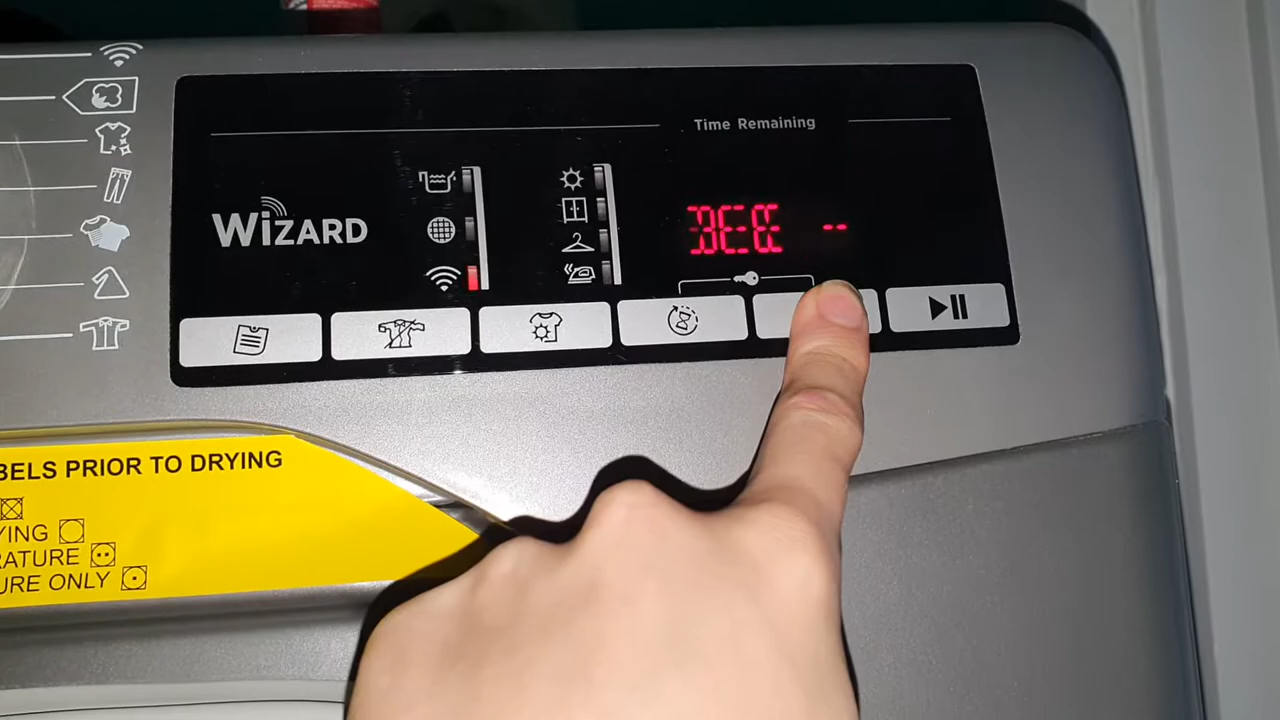 Time Remaining
WiZARD
BELS PRIOR TO DRYING
YING
RATURE
URE ONLY